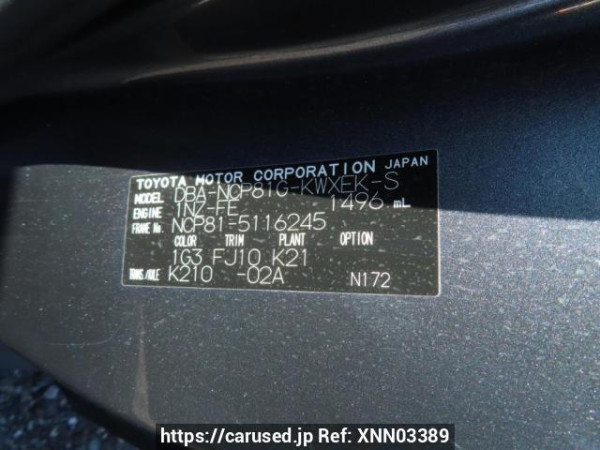 TOYOTA MOTOR CORPORATION JAPAN
MODEL DBA-NCP81G-KWXEK-S
ENGINE 1NZ-FE 1496 mL
FRAME No. NCP81-5116245
COLOR TRIM PLANT OPTION
1G3 FJ10 K21
TRANS/AXLE K210 -02A N172
https://carused.jp Ref: XNN03389